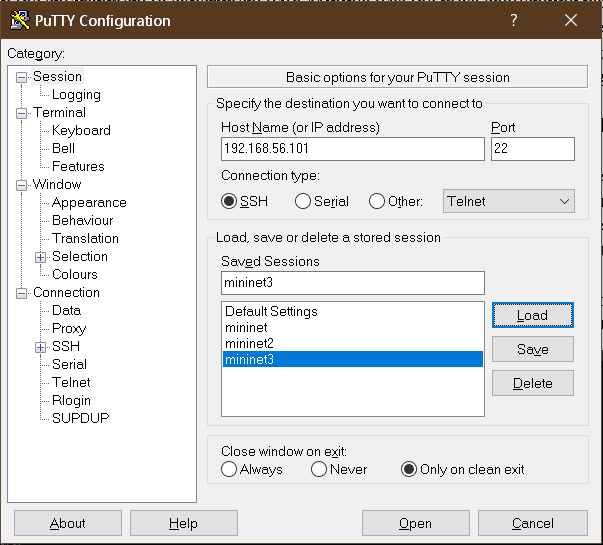 PuTTY Configuration
?
Category:
Session
Logging
Terminal
Keyboard
Bell
Features
Window
Appearance
Behaviour
Translation
Selection
Colours
Connection
Data
Proxy
SSH
Serial
Telnet
Rlogin
SUPDUP
Basic options for your PuTTY session
Specify the destination you want to connect to
Host Name (or IP address) Port
192.168.56.101 22
Connection type:
SSH Serial Other: Telnet
Load, save or delete a stored session
Saved Sessions
mininet3
Default Settings
mininet
mininet2
mininet3
Load
Save
Delete
Close window on exit:
Always Never Only on clean exit
About Help Open Cancel